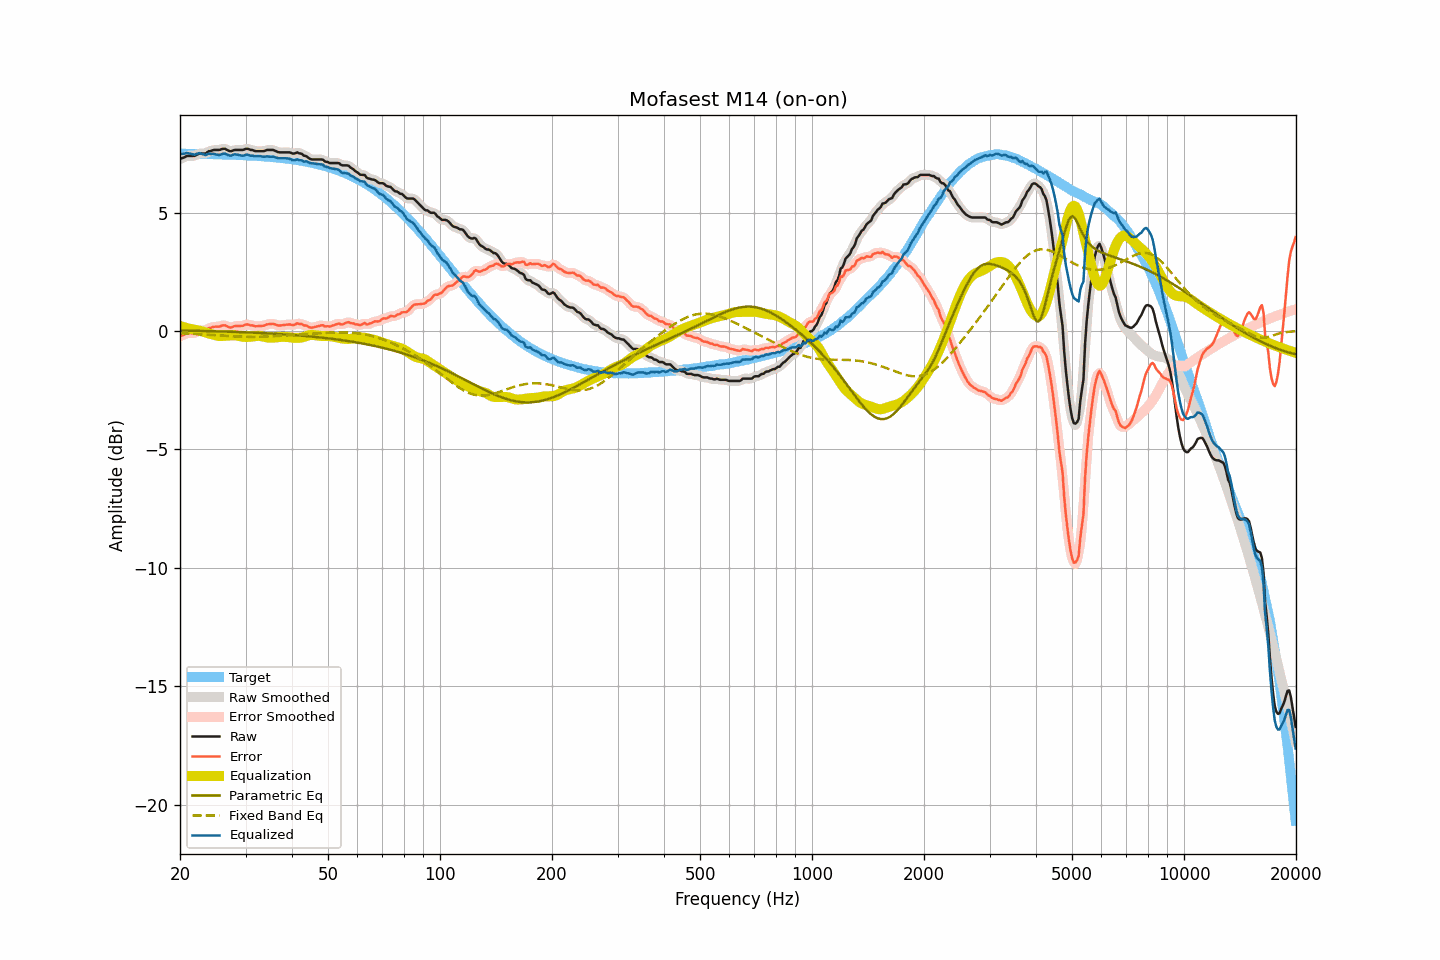 Mofasest M14 (on-on)
Amplitude (dBr)
5
0
−5
−10
−15
−20
Target
Raw Smoothed
Error Smoothed
Raw
Error
Equalization
Parametric Eq
Fixed Band Eq
Equalized
20 50 100 200 500 1000 2000 5000 10000 20000
Frequency (Hz)